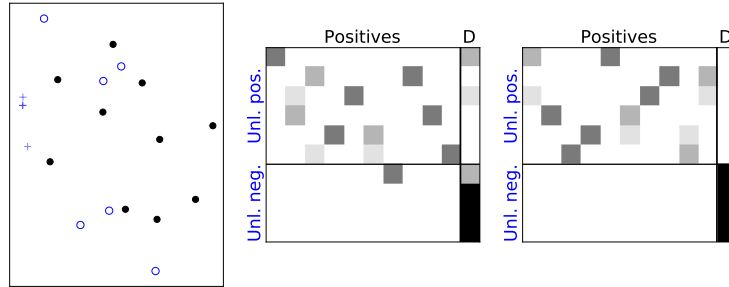 Positives D
Unl. pos.
Unl. neg.
Positives D
Unl. pos.
Unl. neg.